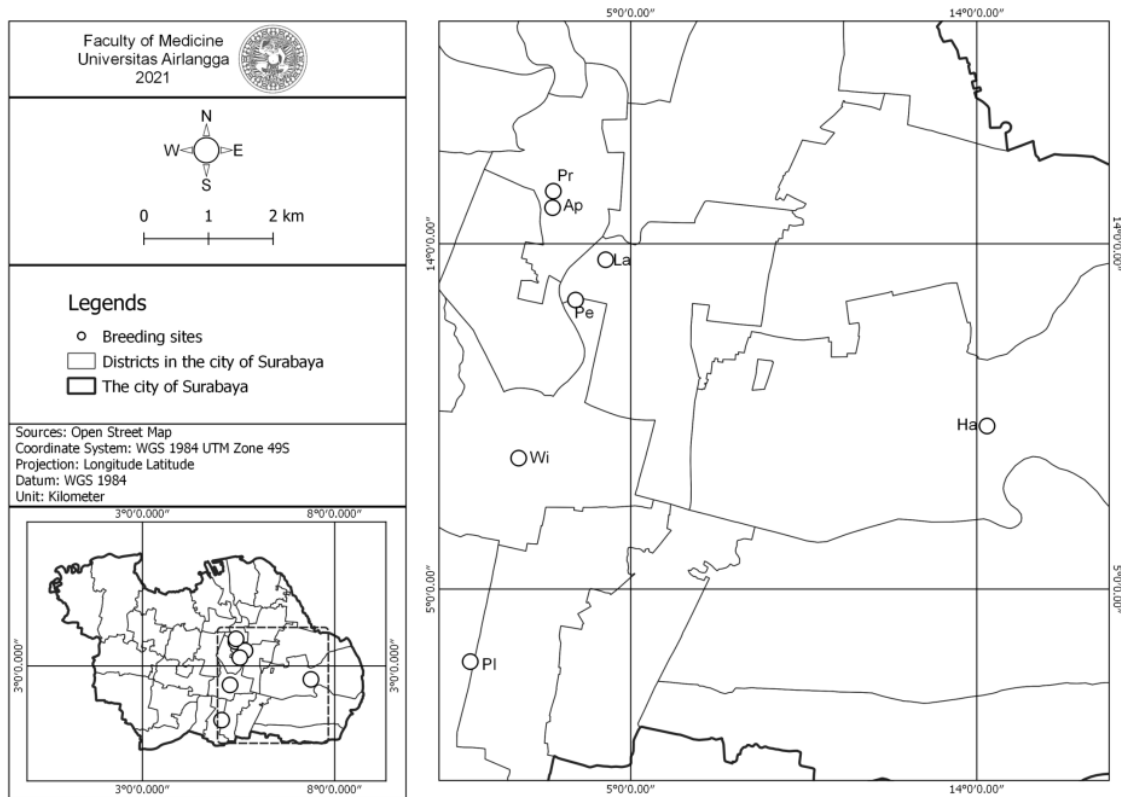 Faculty of Medicine
Universitas Airlangga
2021
N
W E
S
0 1 2 km
Legends
Breeding sites
Districts in the city of Surabaya
The city of Surabaya
Sources: Open Street Map
Coordinate System: WGS 1984 UTM Zone 49S
Projection: Longitude Latitude
Datum: WGS 1984
Unit: Kilometer
3°0'0.000" 8°0'0.000"
3°0'0.000" 3°0'0.000"
3°0'0.000" 8°0'0.000"
5°0'0.00" 14°0'0.00"
Pr
Ap
14°0'0.00" 14°0'0.00"
La
Pe
Ha
Wi
5°0'0.00" 5°0'0.00"
Pl
5°0'0.00" 14°0'0.00"